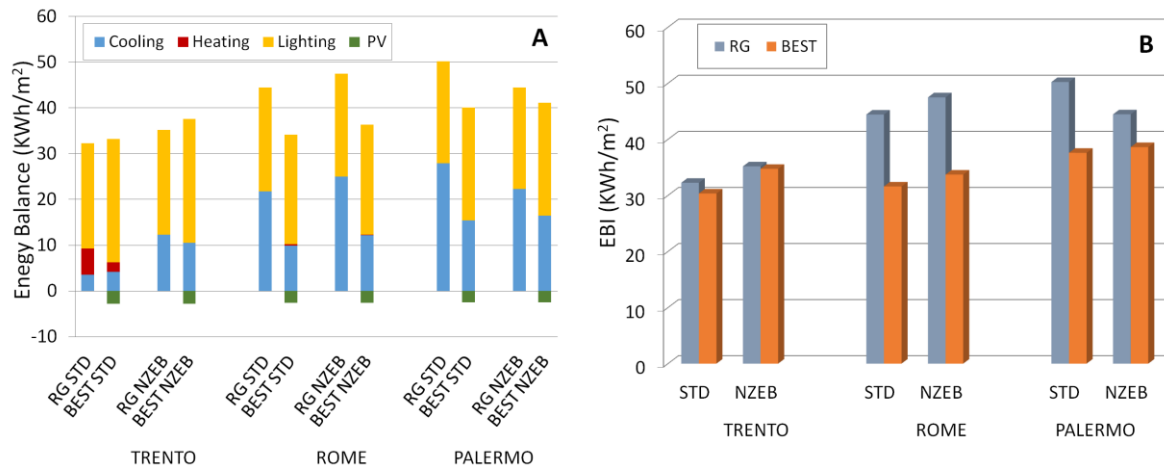 A
Cooling Heating Lighting PV
Energy Balance (KWh/m²)
60
50
40
30
20
10
0
-10
RG STD
BEST STD
RG NZEB
BEST NZEB
RG STD
BEST STD
RG NZEB
BEST NZEB
RG STD
BEST STD
RG NZEB
BEST NZEB
TRENTO ROME PALERMO
B
RG BEST
EBI (KWh/m²)
60
50
40
30
20
10
0
STD NZEB STD NZEB STD NZEB
TRENTO ROME PALERMO